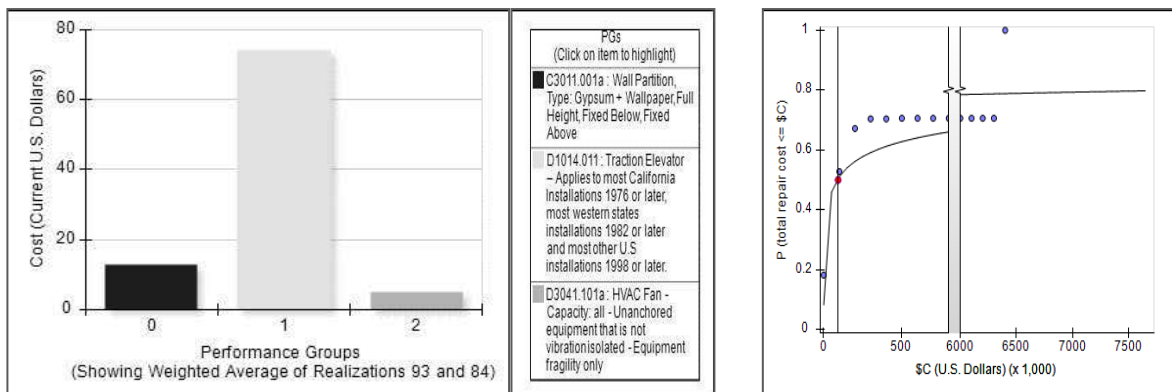 80
60
40
20
0
Cost (Current U.S. Dollars)
0 1 2
Performance Groups
(Showing Weighted Average of Realizations 93 and 84)
PGs
(Click on item to highlight)
C3011.001a : Wall Partition,
Type: Gypsum + Wallpaper, Full
Height, Fixed Below, Fixed
Above
D1014.011 : Traction Elevator
– Applies to most California
Installations 1976 or later,
most western states
installations 1982 or later
and most other U.S
installations 1998 or later.
D3041.101a : HVAC Fan -
Capacity: all - Unanchored
equipment that is not
vibration isolated - Equipment
fragility only
1
0.8
0.6
0.4
0.2
0
P (total repair cost <= $C)
0 500 6000 7000 7500
$C (U.S. Dollars) (x 1,000)